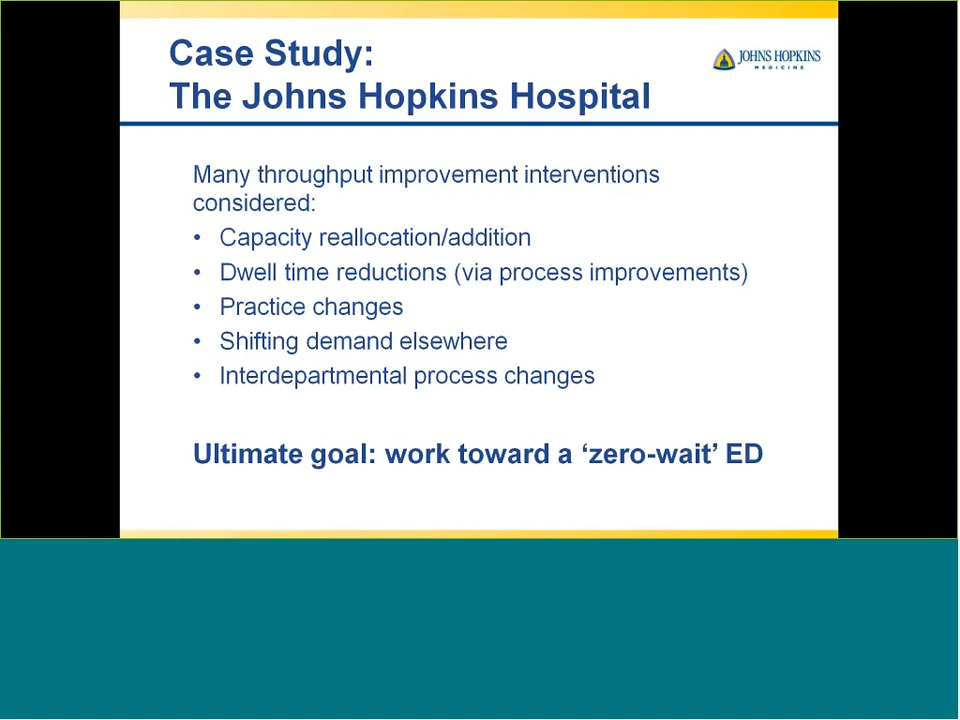 Case Study:
The Johns Hopkins Hospital
JOHNS HOPKINS
MEDICINE
Many throughput improvement interventions
considered:
• Capacity reallocation/addition
• Dwell time reductions (via process improvements)
• Practice changes
• Shifting demand elsewhere
• Interdepartmental process changes
Ultimate goal: work toward a ‘zero-wait’ ED